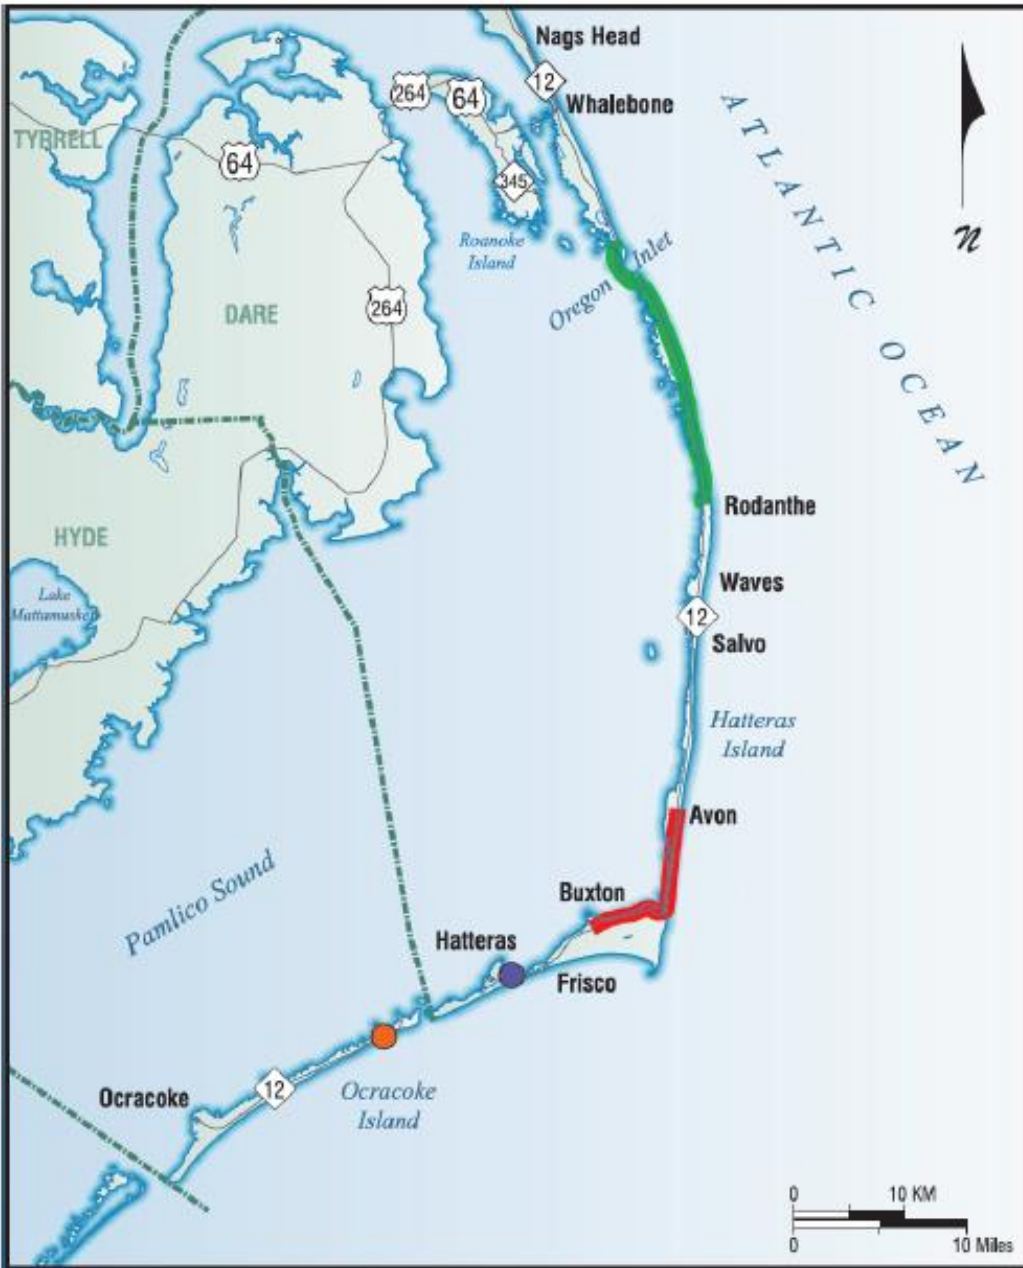 Nags Head
12
Whalebone
264
64
TYRRELL
64
345
ATLANTIC OCEAN
N
Roanoke
Island
Oregon Inlet
DARE
264
Rodanthe
HYDE
Waves
Lake
Mattamuskee
12
Salvo
Hatteras
Island
Avon
Pamlico Sound
Buxton
Hatteras
Frisco
Ocracoke
12
Ocracoke
Island
0 10 KM
0 10 Miles